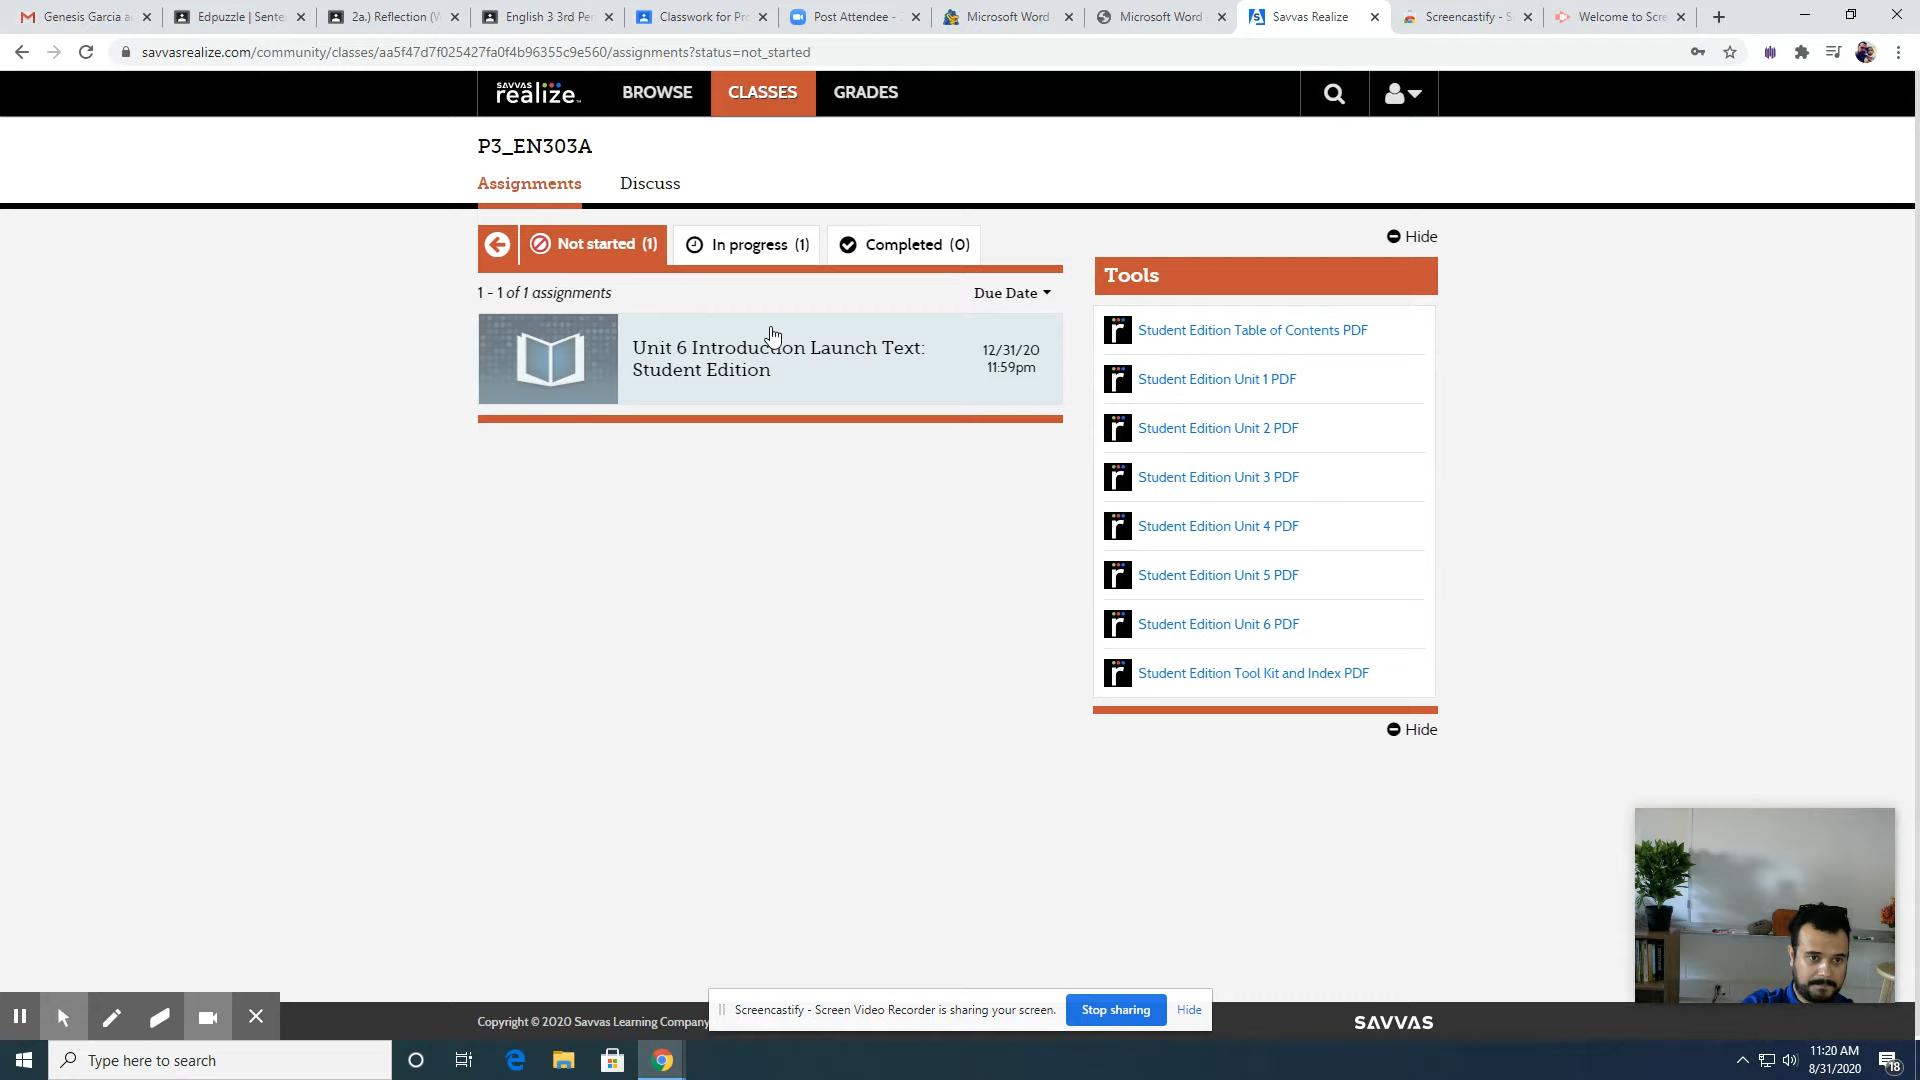 Genesis Garcia a
Edpuzzle | Sente
2a.) Reflection (
English 3 3rd Pe
Classwork for Pr
Post Attendee -
Microsoft Word
Microsoft Word
Savvas Realize
Screencastify - S
Welcome to Scre
savvasrealize.com/community/classes/aa5f47d7f025427fa0f4b96355c9e560/assignments?status=not_started
SAVVAS
realize
BROWSE
CLASSES
GRADES
P3_EN303A
Assignments
Discuss
Not started (1)
In progress (1)
Completed (0)
Hide
1 - 1 of 1 assignments
Due Date
Tools
Unit 6 Introduction Launch Text:
Student Edition
12/31/20
11:59pm
Student Edition Table of Contents PDF
Student Edition Unit 1 PDF
Student Edition Unit 2 PDF
Student Edition Unit 3 PDF
Student Edition Unit 4 PDF
Student Edition Unit 5 PDF
Student Edition Unit 6 PDF
Student Edition Tool Kit and Index PDF
Hide
Screencastify - Screen Video Recorder is sharing your screen.
Stop sharing
Hide
Copyright © 2020 Savvas Learning Company
SAVVAS
Type here to search
11:20 AM
8/31/2020
18